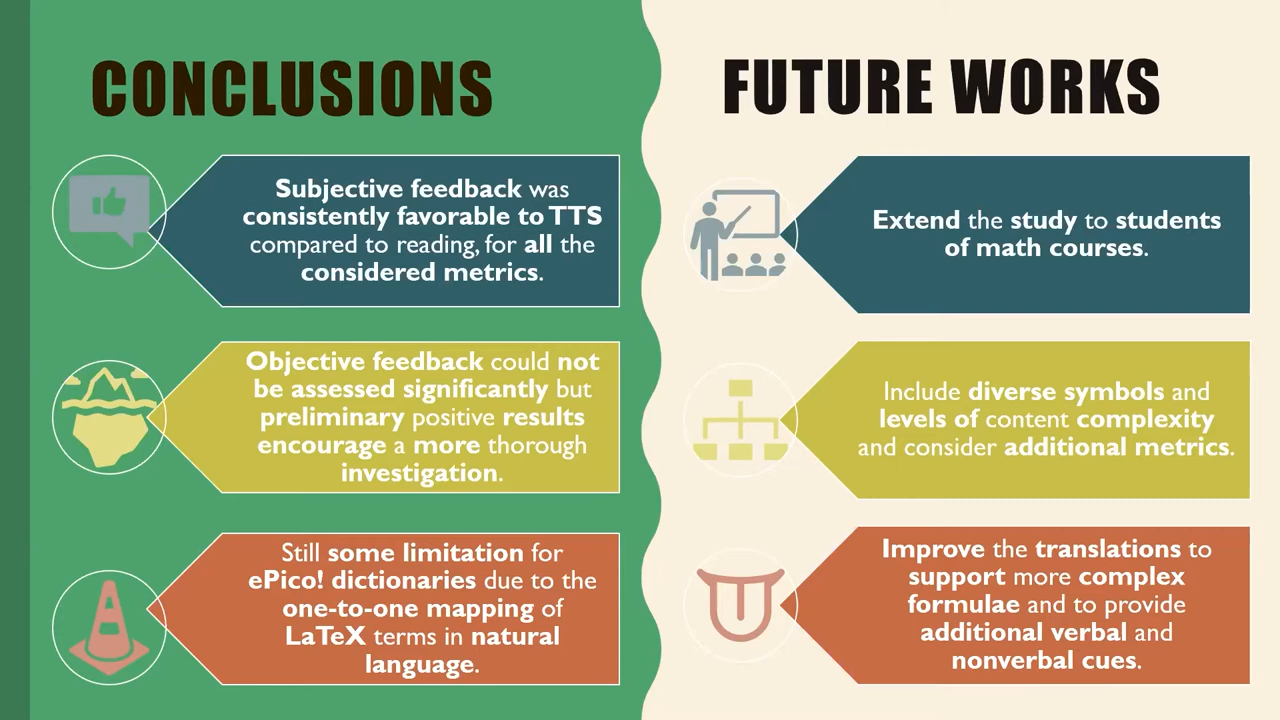 CONCLUSIONS
Subjective feedback was
consistently favorable to TTS
compared to reading, for all the
considered metrics.
Objective feedback could not
be assessed significantly but
preliminary positive results
encourage a more thorough
investigation.
Still some limitation for
ePico! dictionaries due to the
one-to-one mapping of
LaTeX terms in natural
language.
FUTURE WORKS
Extend the study to students
of math courses.
Include diverse symbols and
levels of content complexity
and consider additional metrics.
Improve the translations to
support more complex
formulae and to provide
additional verbal and
nonverbal cues.